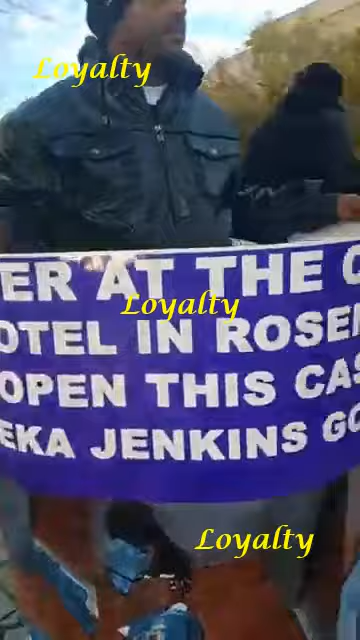 Loyalty
ER AT THE
Loyalty
OTEL IN ROSE
OPEN THIS CAS
EKA JENKINS GO
Loyalty